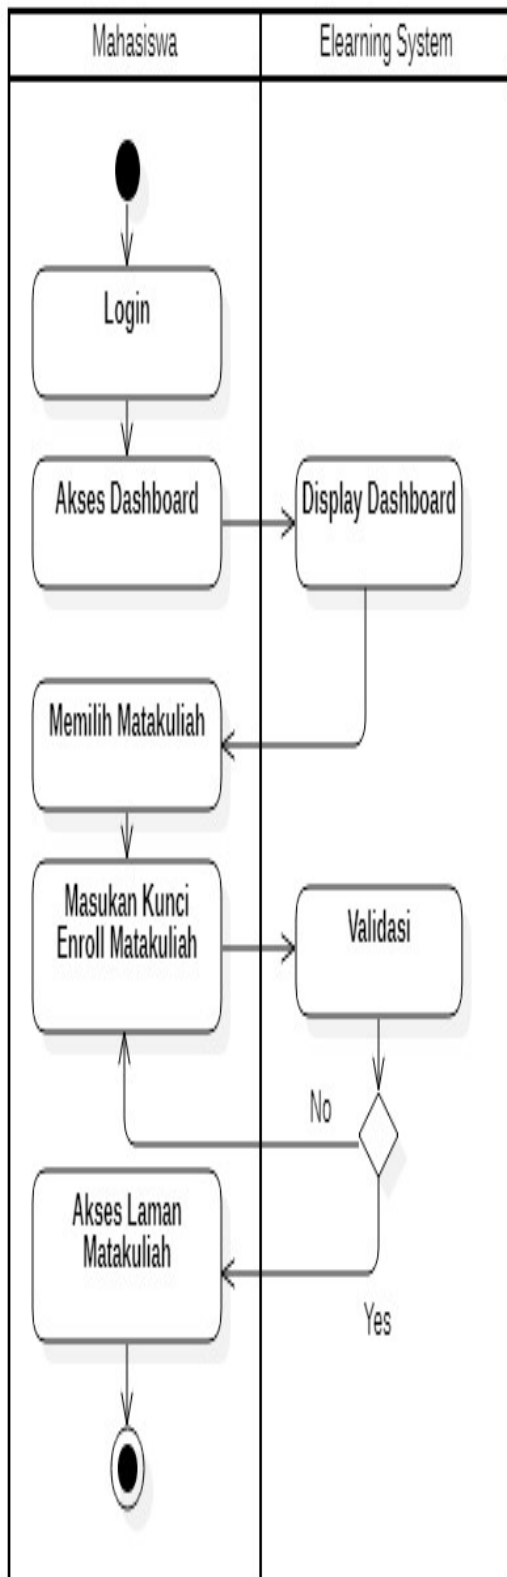 Mahasiswa
Elearning System
Login
Akses Dashboard
Display Dashboard
Memilih Matakuliah
Masukan Kunci
Enroll Matakuliah
Validasi
No
Akses Laman
Matakuliah
Yes